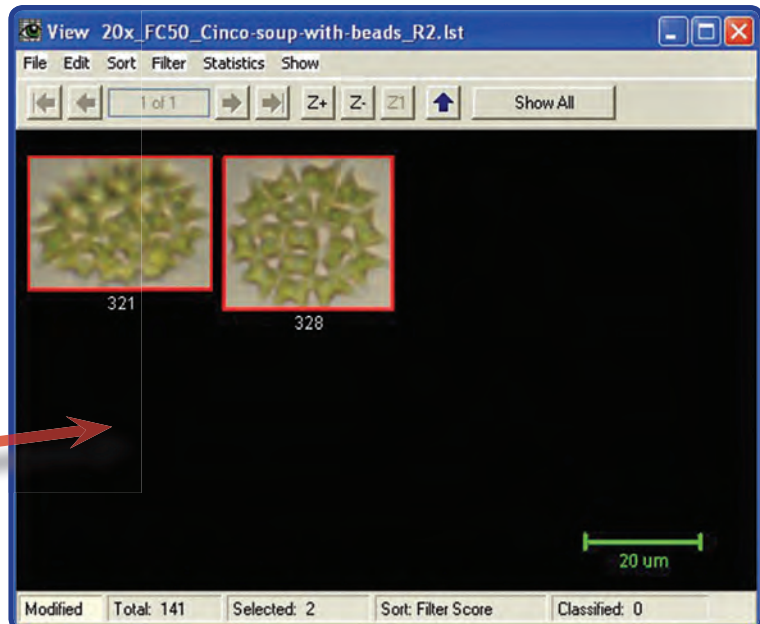 View 20x_FC50_Cinco-soup-with-beads_R2.lst
File Edit Sort Filter Statistics Show
1 of 1 Z+ Z- Z1 Show All
321
328
20 um
Modified Total: 141 Selected: 2 Sort: Filter Score Classified: 0